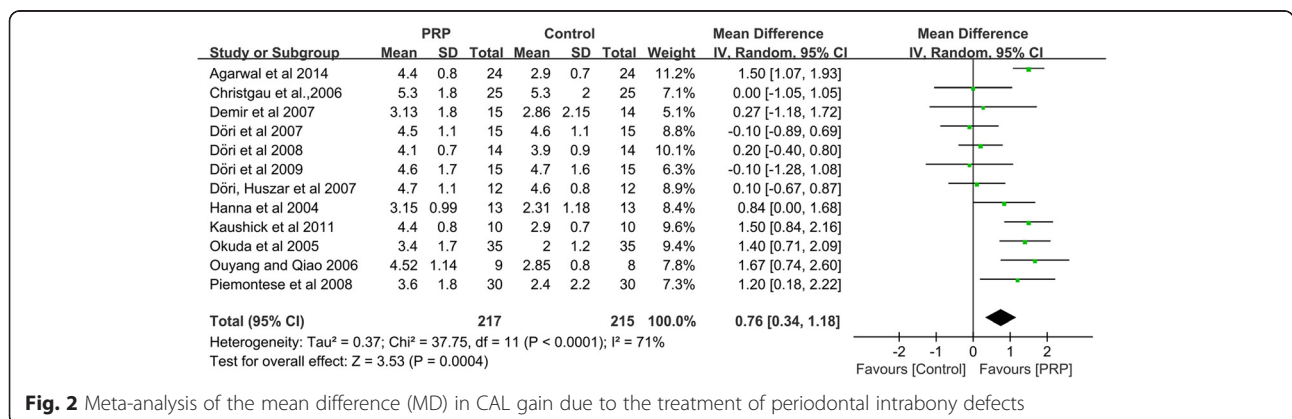 PRP Control Mean Difference Mean Difference
Study or Subgroup Mean SD Total Mean SD Total Weight IV, Random, 95% CI IV, Random, 95% CI
Agarwal et al 2014 4.4 0.8 24 2.9 0.7 24 11.2% 1.50 [1.07, 1.93]
Christgau et al.,2006 5.3 1.8 25 5.3 2 25 7.1% 0.00 [-1.05, 1.05]
Demir et al 2007 3.13 1.8 15 2.86 2.15 14 5.1% 0.27 [-1.18, 1.72]
Döri et al 2007 4.5 1.1 15 4.6 1.1 15 8.8% -0.10 [-0.89, 0.69]
Döri et al 2008 4.1 0.7 14 3.9 0.9 14 10.1% 0.20 [-0.40, 0.80]
Döri et al 2009 4.6 1.7 15 4.7 1.6 15 6.3% -0.10 [-1.28, 1.08]
Döri, Huszar et al 2007 4.7 1.1 12 4.6 0.8 12 8.9% 0.10 [-0.67, 0.87]
Hanna et al 2004 3.15 0.99 13 2.31 1.18 13 8.4% 0.84 [0.00, 1.68]
Kaushick et al 2011 4.4 0.8 10 2.9 0.7 10 9.6% 1.50 [0.84, 2.16]
Okuda et al 2005 3.4 1.7 35 2 1.2 35 9.4% 1.40 [0.71, 2.09]
Ouyang and Qiao 2006 4.52 1.14 9 2.85 0.8 8 7.8% 1.67 [0.74, 2.60]
Piemontese et al 2008 3.6 1.8 30 2.4 2.2 30 7.3% 1.20 [0.18, 2.22]
Total (95% CI) 217 215 100.0% 0.76 [0.34, 1.18]
Heterogeneity: Tau² = 0.37; Chi² = 37.75, df = 11 (P < 0.0001); I² = 71%
Test for overall effect: Z = 3.53 (P = 0.0004)
-2 -1 0 1 2
Favours [Control] Favours [PRP]
Fig. 2 Meta-analysis of the mean difference (MD) in CAL gain due to the treatment of periodontal intrabony defects